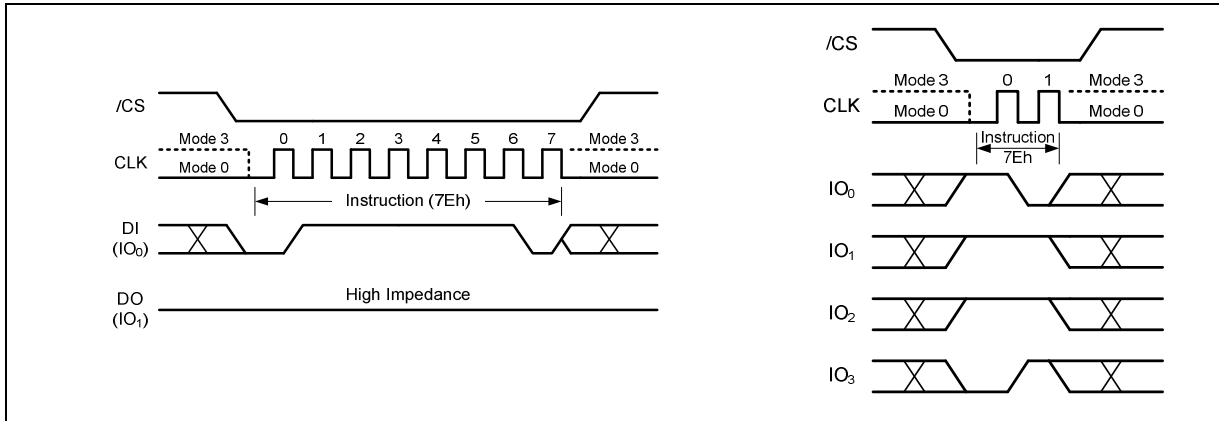 /CS
Mode 3
0 1 2 3 4 5 6 7
Mode 3
CLK
Mode 0
Mode 0
Instruction (7Eh)
DI
(IO0)
High Impedance
DO
(IO1)
/CS
Mode 3
0 1
Mode 3
CLK
Mode 0
Mode 0
Instruction
7Eh
IO0
IO1
IO2
IO3